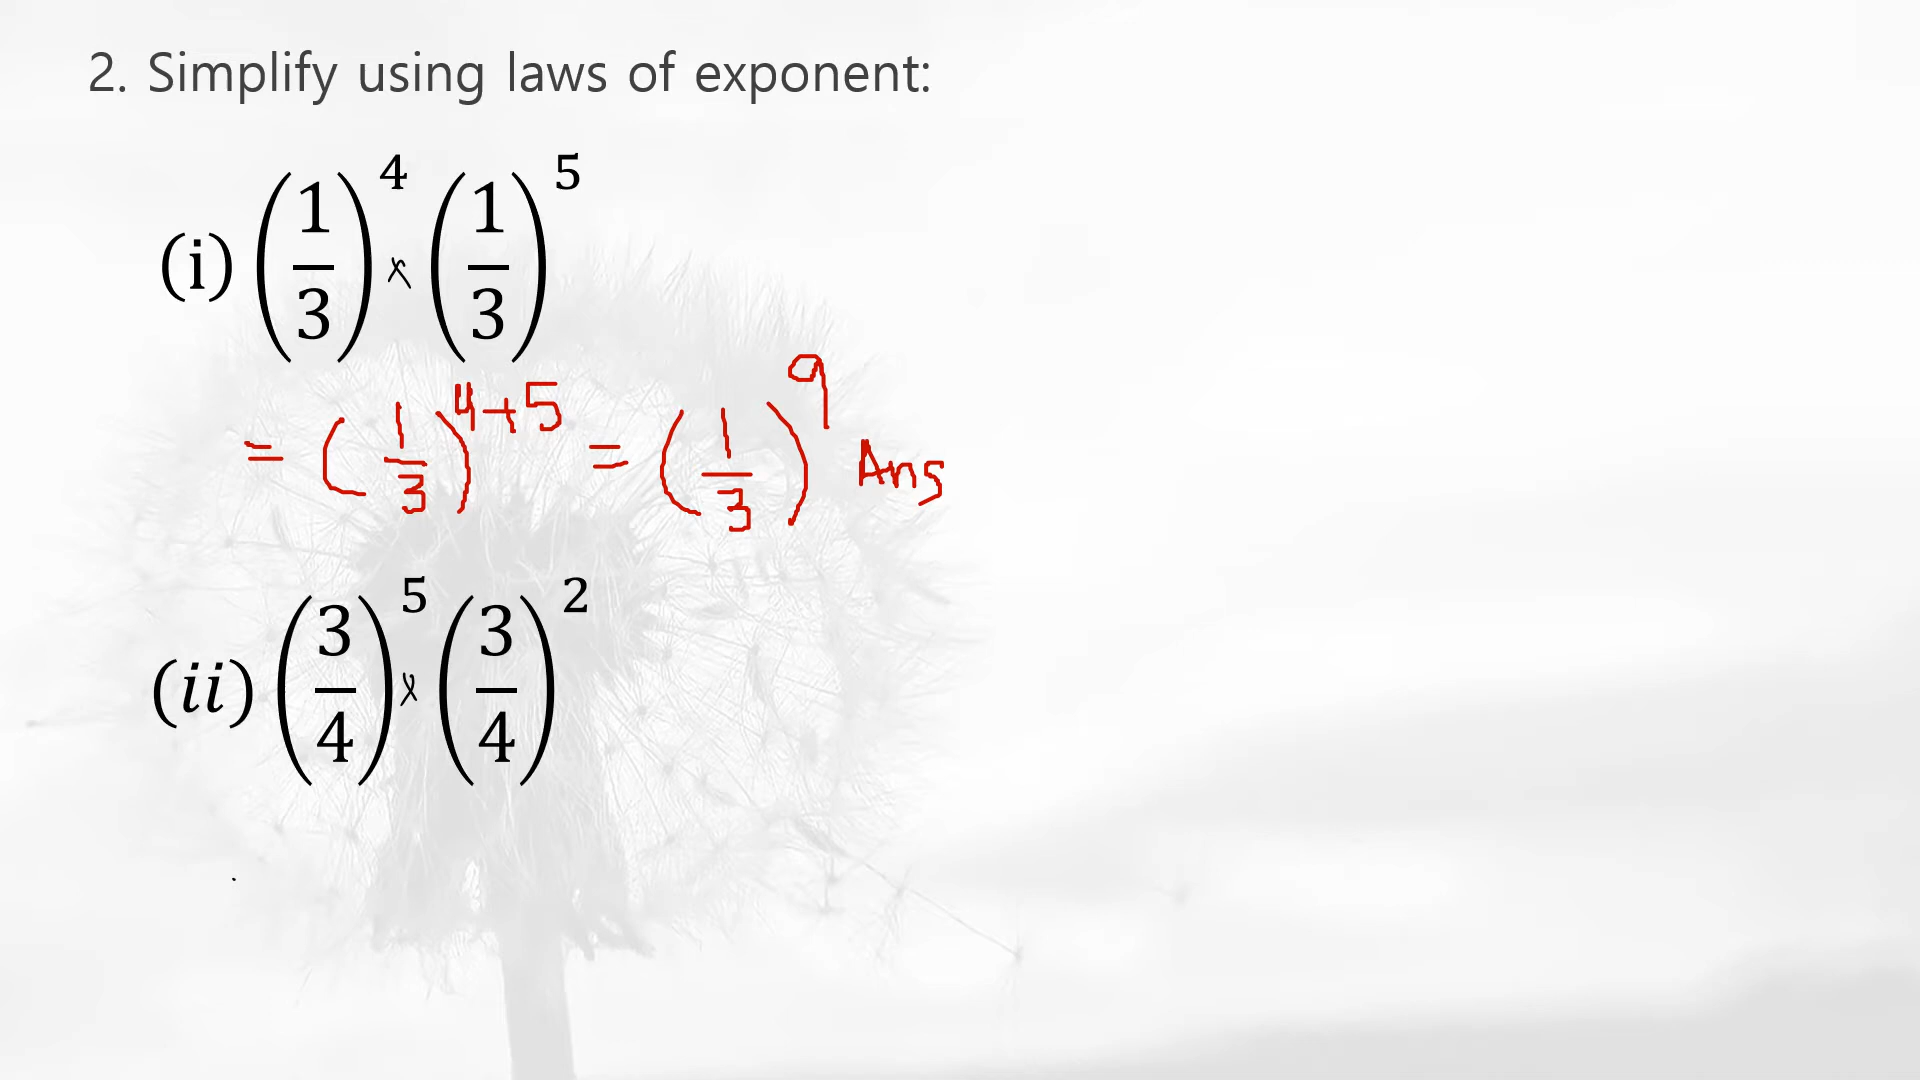 2. Simplify using laws of exponent:
(i) (1/3)^4 × (1/3)^5
= (1/3)^4+5 = (1/3)^9 Ans
(ii) (3/4)^5 × (3/4)^2